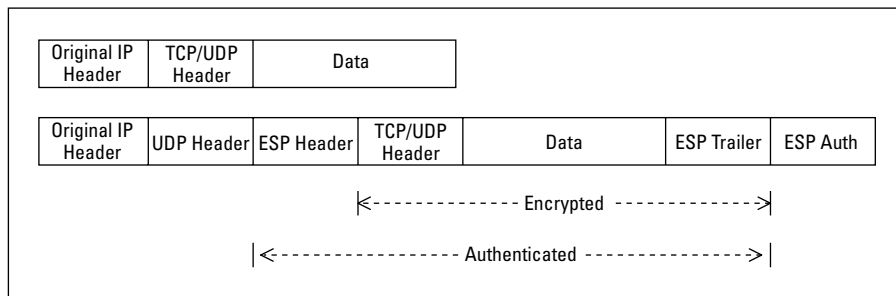 Original IP Header
TCP/UDP Header
Data
Original IP Header
UDP Header
ESP Header
TCP/UDP Header
Data
ESP Trailer
ESP Auth
Encrypted
Authenticated